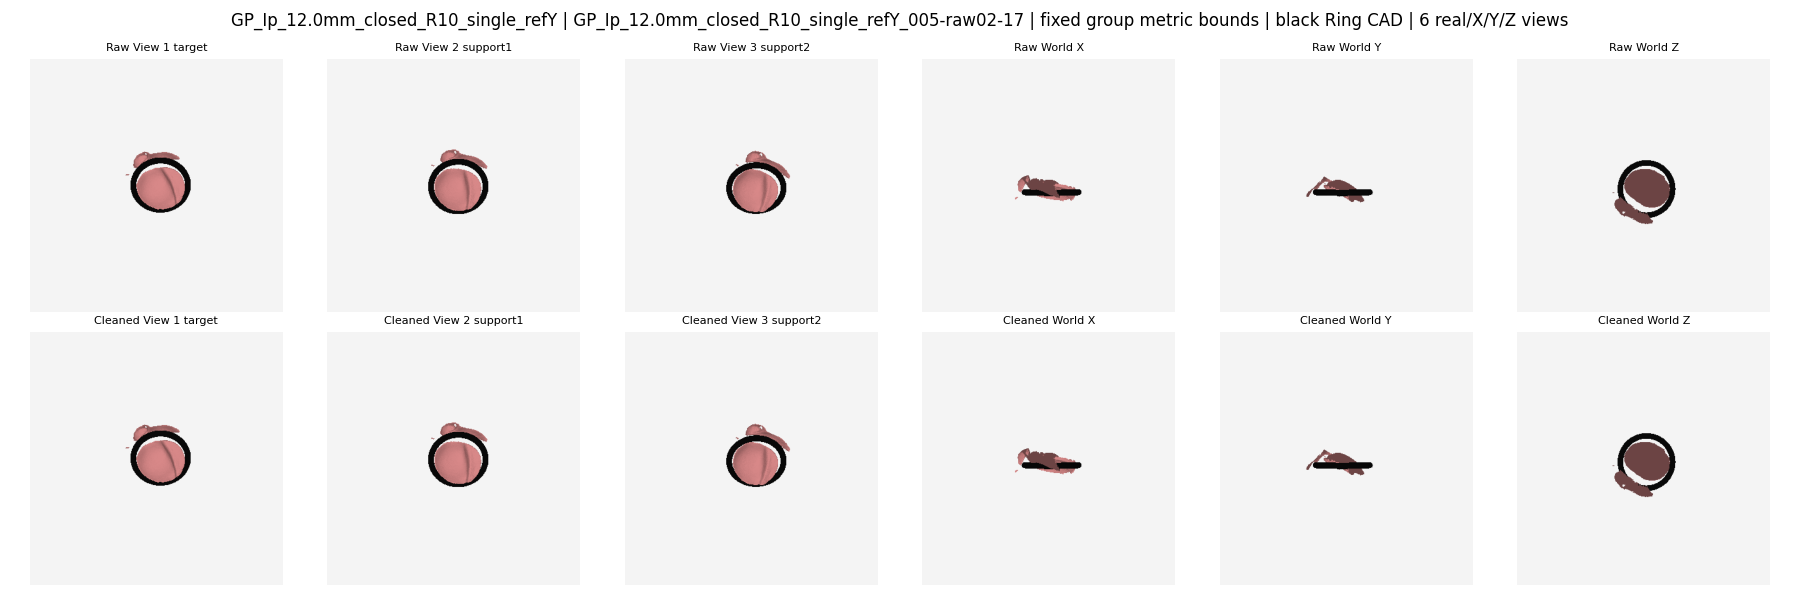 GP_Ip_12.0mm_closed_R10_single_refY | GP_Ip_12.0mm_closed_R10_single_refY_005-raw02-17 | fixed group metric bounds | black Ring CAD | 6 real/X/Y/Z views
Raw View 1 target
Raw View 2 support1
Raw View 3 support2
Raw World X
Raw World Y
Raw World Z
Cleaned View 1 target
Cleaned View 2 support1
Cleaned View 3 support2
Cleaned World X
Cleaned World Y
Cleaned World Z